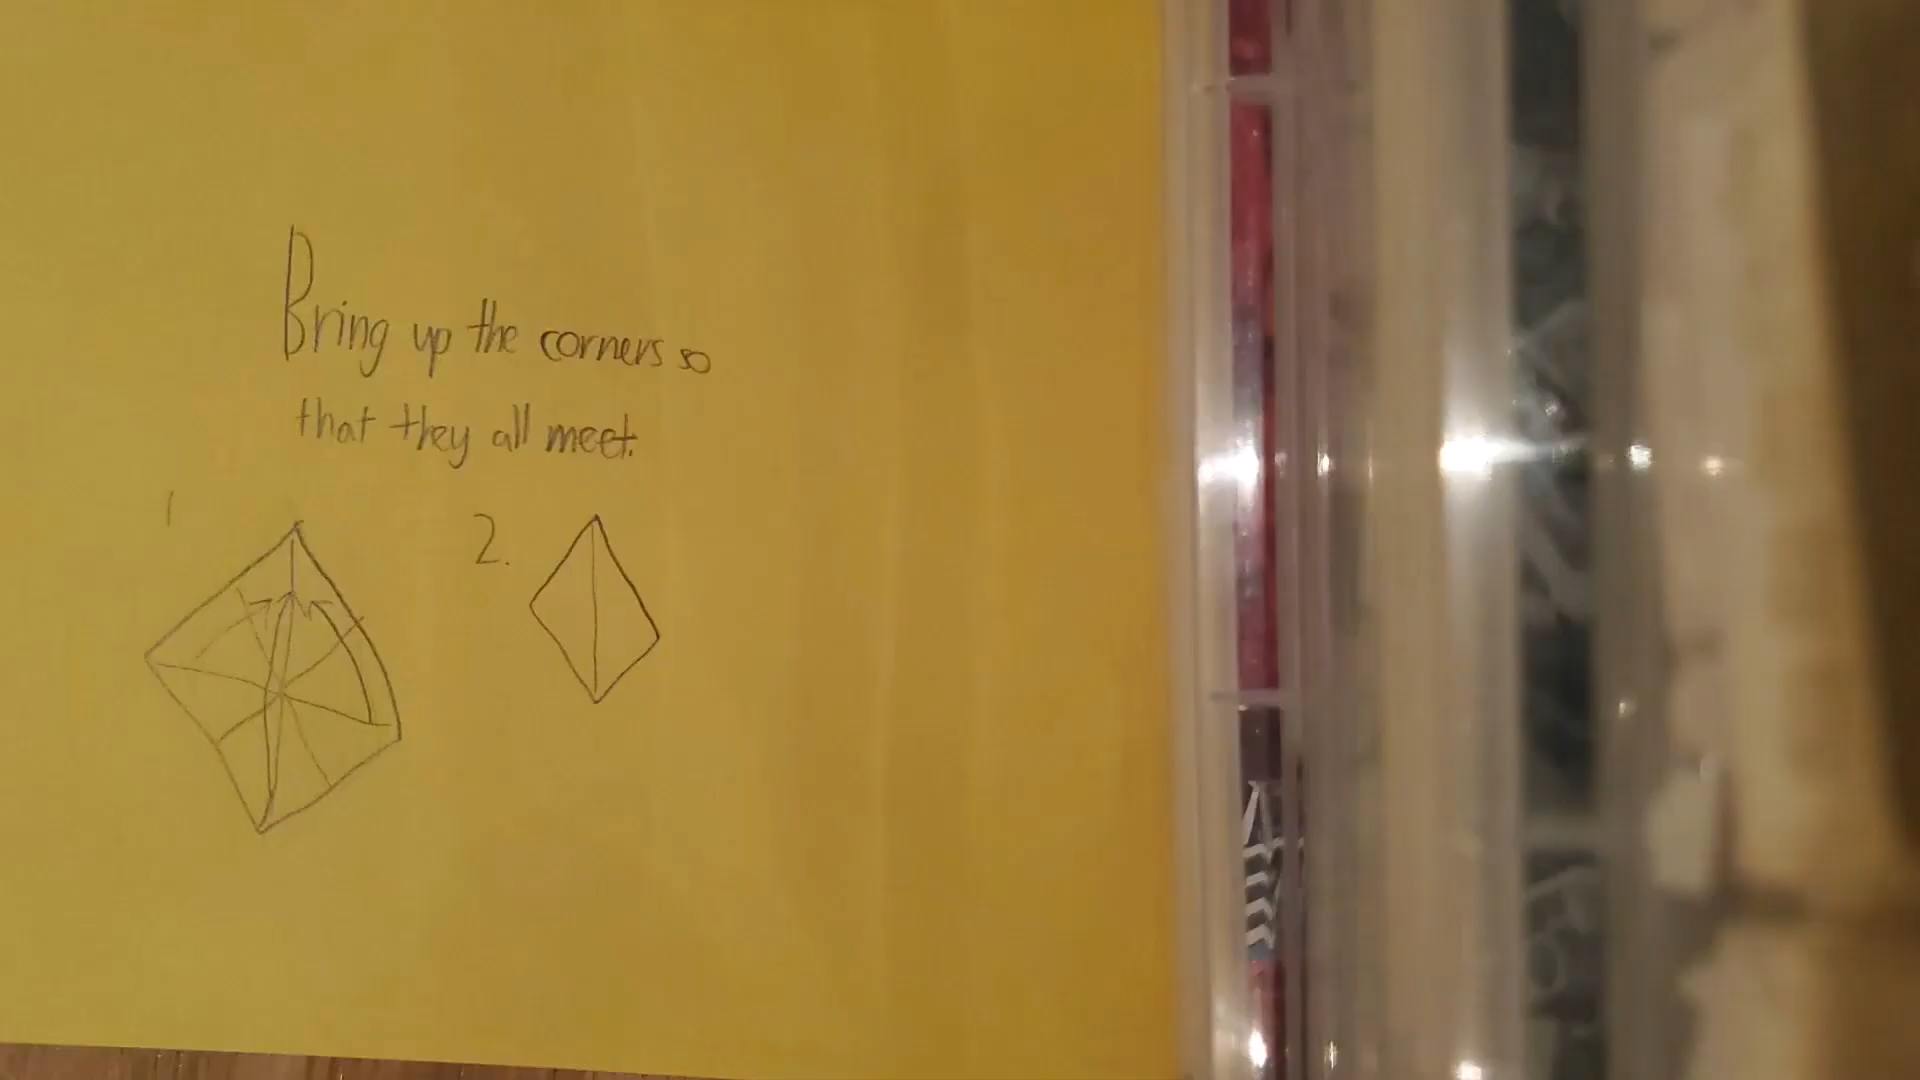 Bring up the corners so
that they all meet.
1
2.